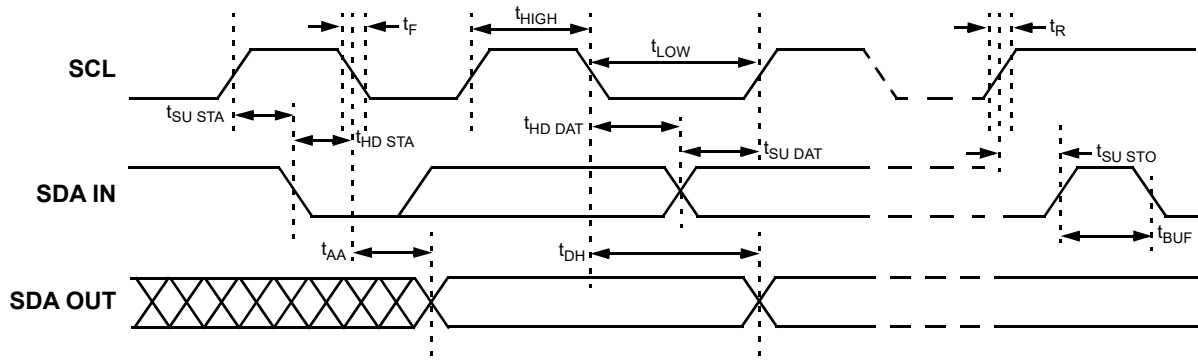 tF
tHIGH
tR
tLOW
SCL
tSU STA
tHD STA
tHD DAT
tSU DAT
tSU STO
SDA IN
tAA
tDH
tBUF
SDA OUT